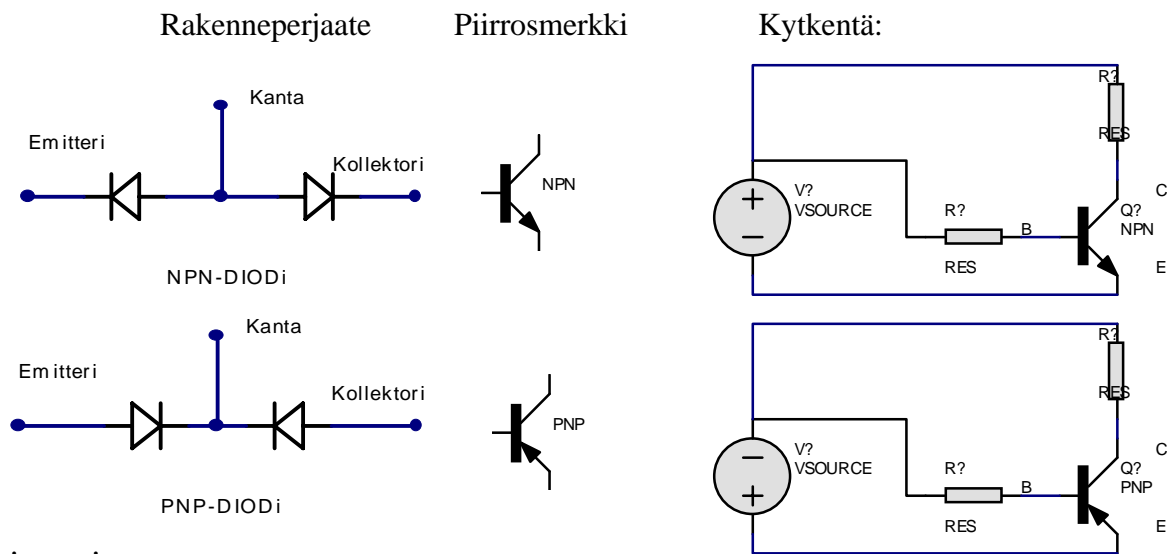 Rakenneperjaate
Piirrosmerkki
Kytkentä:
Kanta
Emitteri
Kollektori
NPN-DIODi
NPN
R?
RES
V?
VSOURCE
+
−
R?
RES
B
C
Q?
NPN
E
Kanta
Emitteri
Kollektori
PNP-DIODi
PNP
R?
RES
V?
VSOURCE
−
+
R?
RES
B
C
Q?
PNP
E